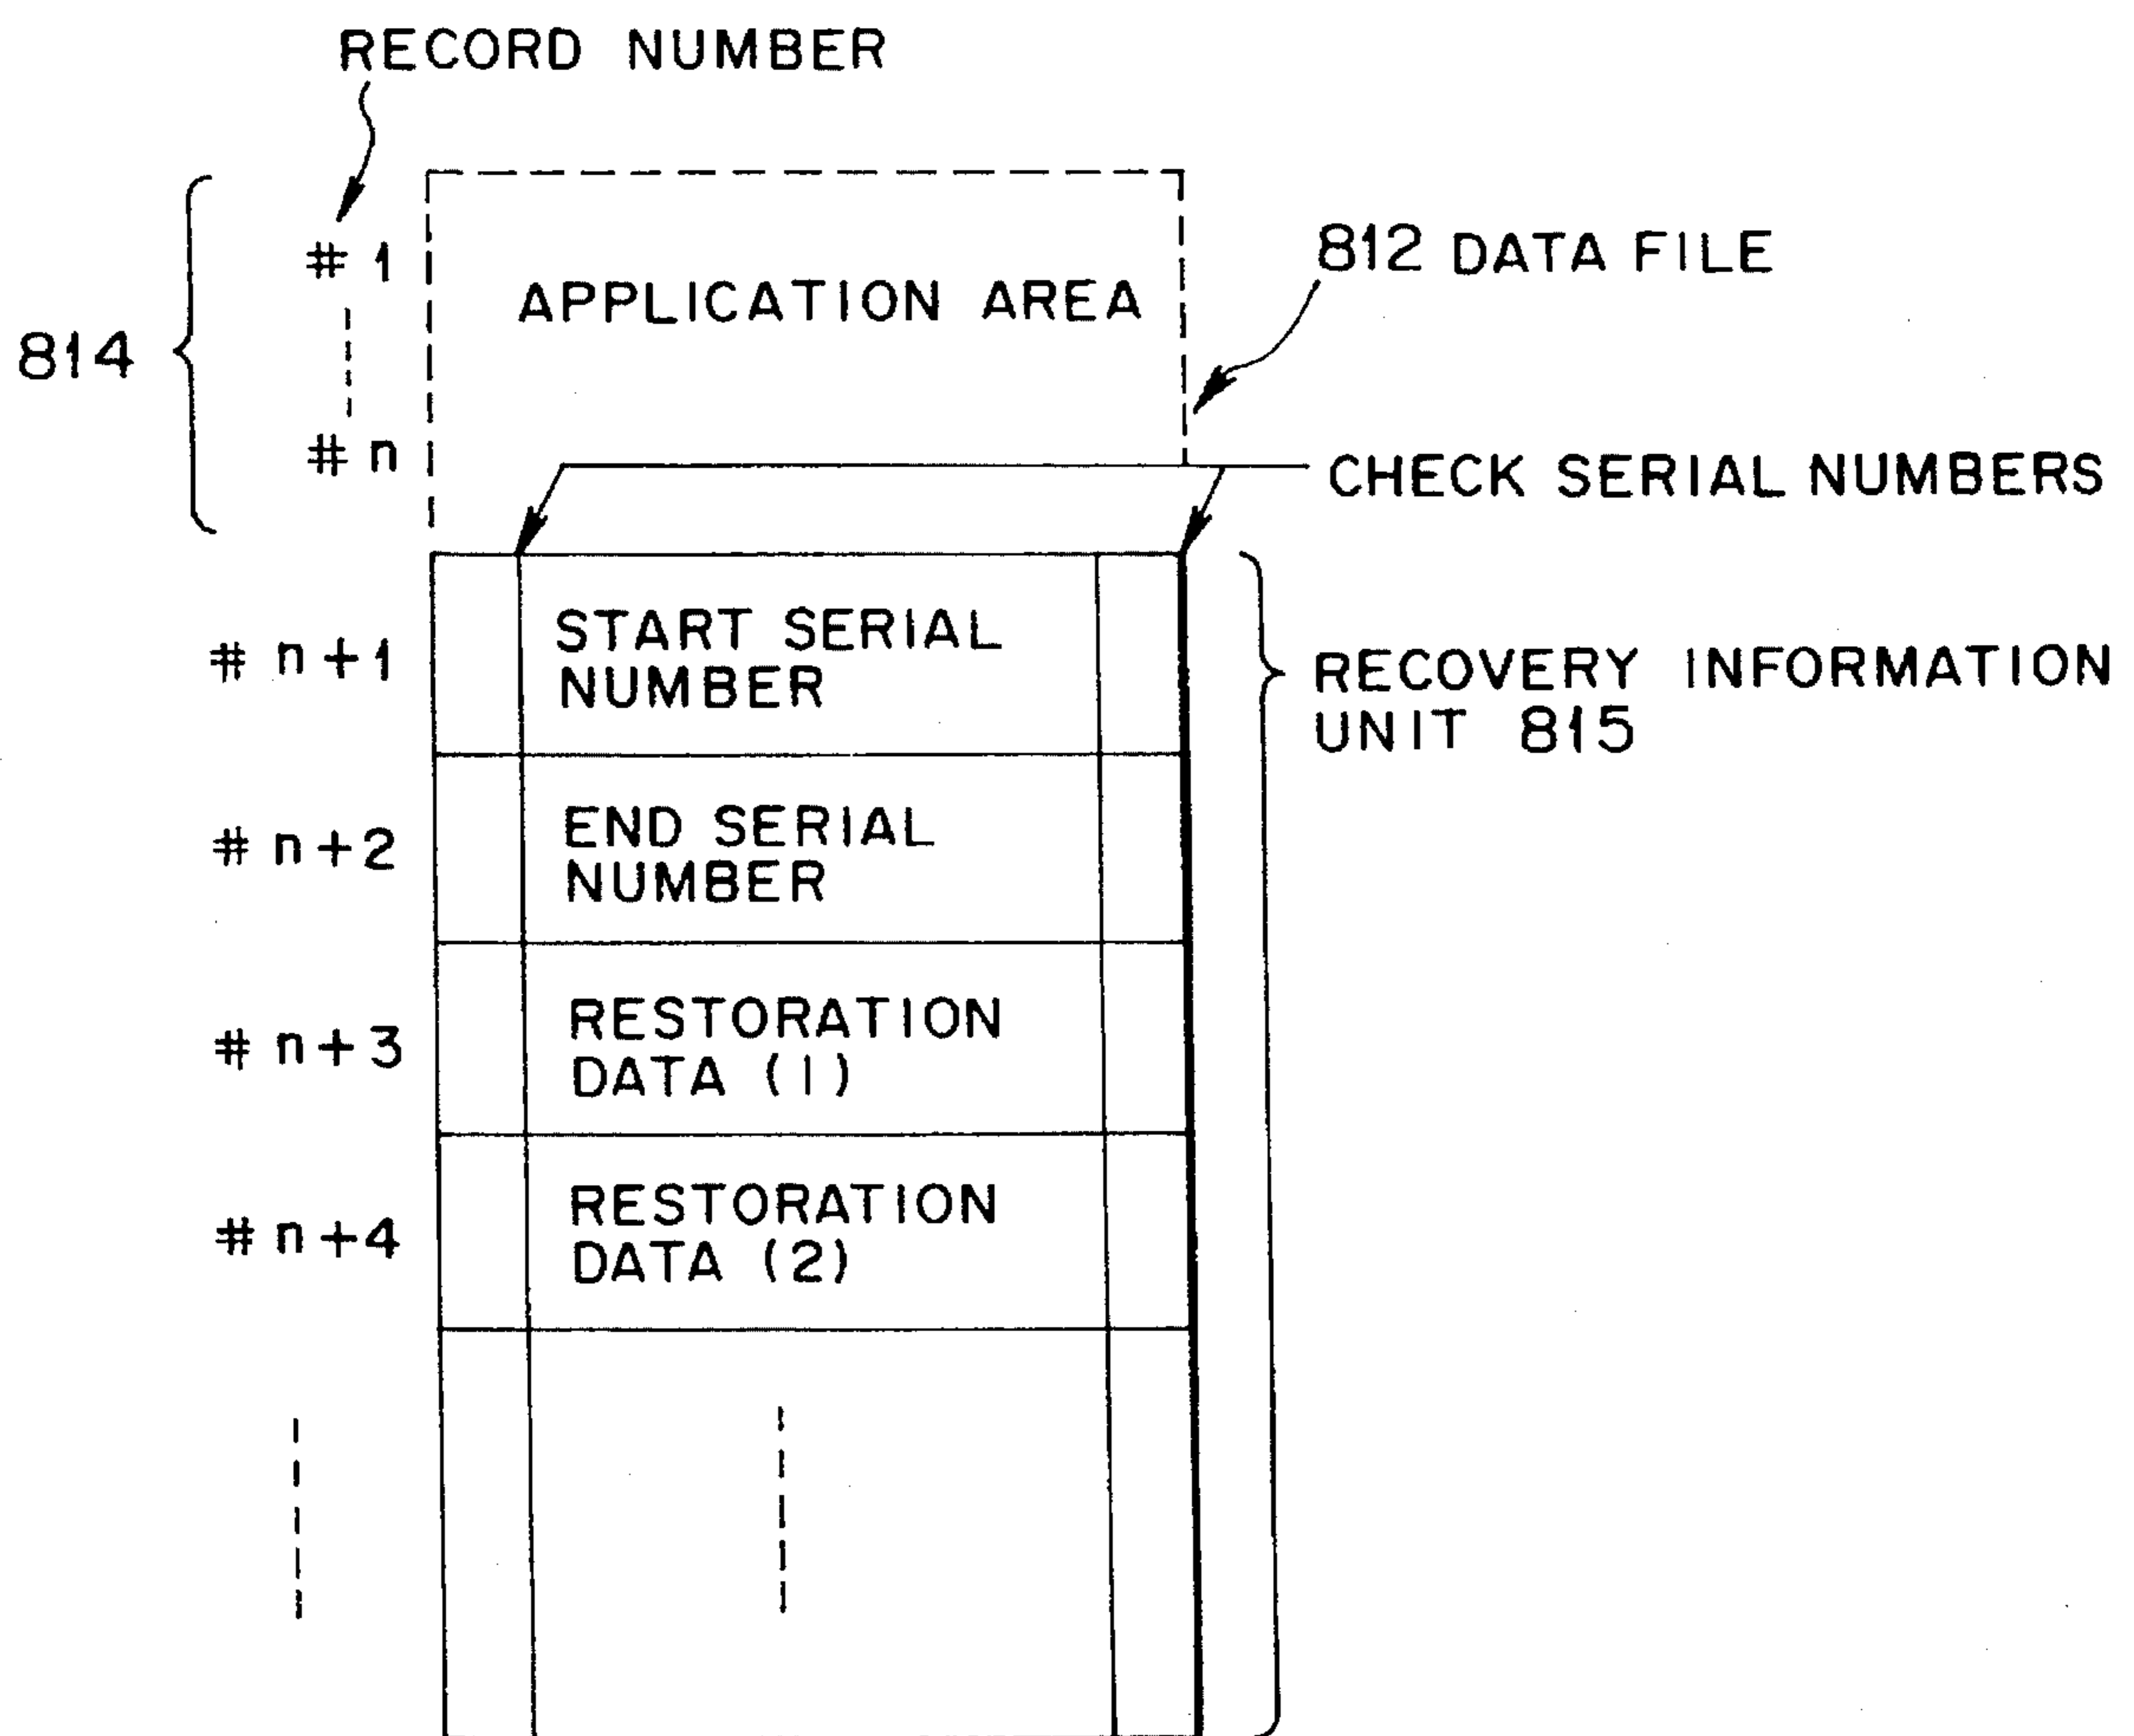 RECORD NUMBER
# 1
812 DATA FILE
APPLICATION AREA
814
# n
CHECK SERIAL NUMBERS
# n+1
START SERIAL
NUMBER
RECOVERY INFORMATION
UNIT 815
# n+2
END SERIAL
NUMBER
# n+3
RESTORATION
DATA (1)
# n+4
RESTORATION
DATA (2)